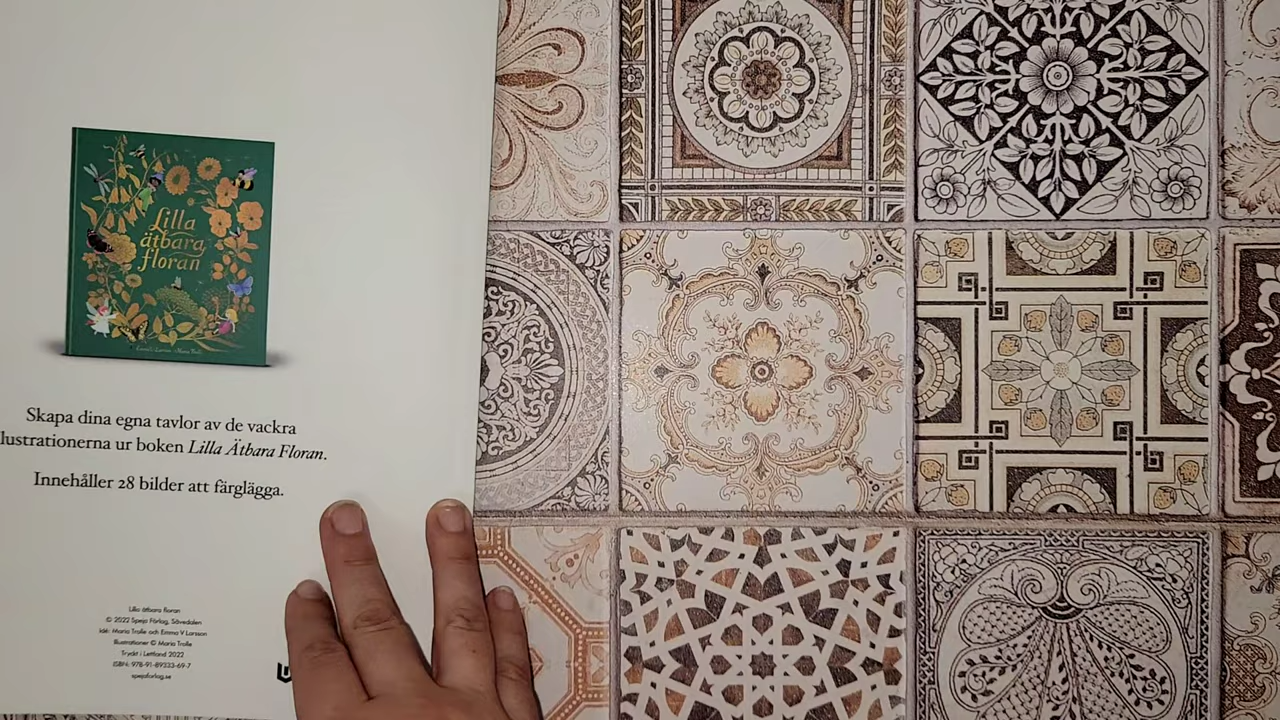 Lilla
ätbara
floran
Skapa dina egna tavlor av de vackra
lustrationerna ur boken Lilla Ätbara Floran.
Innehåller 28 bilder att färglägga.
Lilla ätbara floran
© 2022 Speja Förlag, Sävedalen
Idé: Maria Trolle och Emma V Larsson
Illustrationer © Maria Trolle
Tryckt i Lettland 2022
ISBN: 978-91-89333-69-7
spejaforlag.se